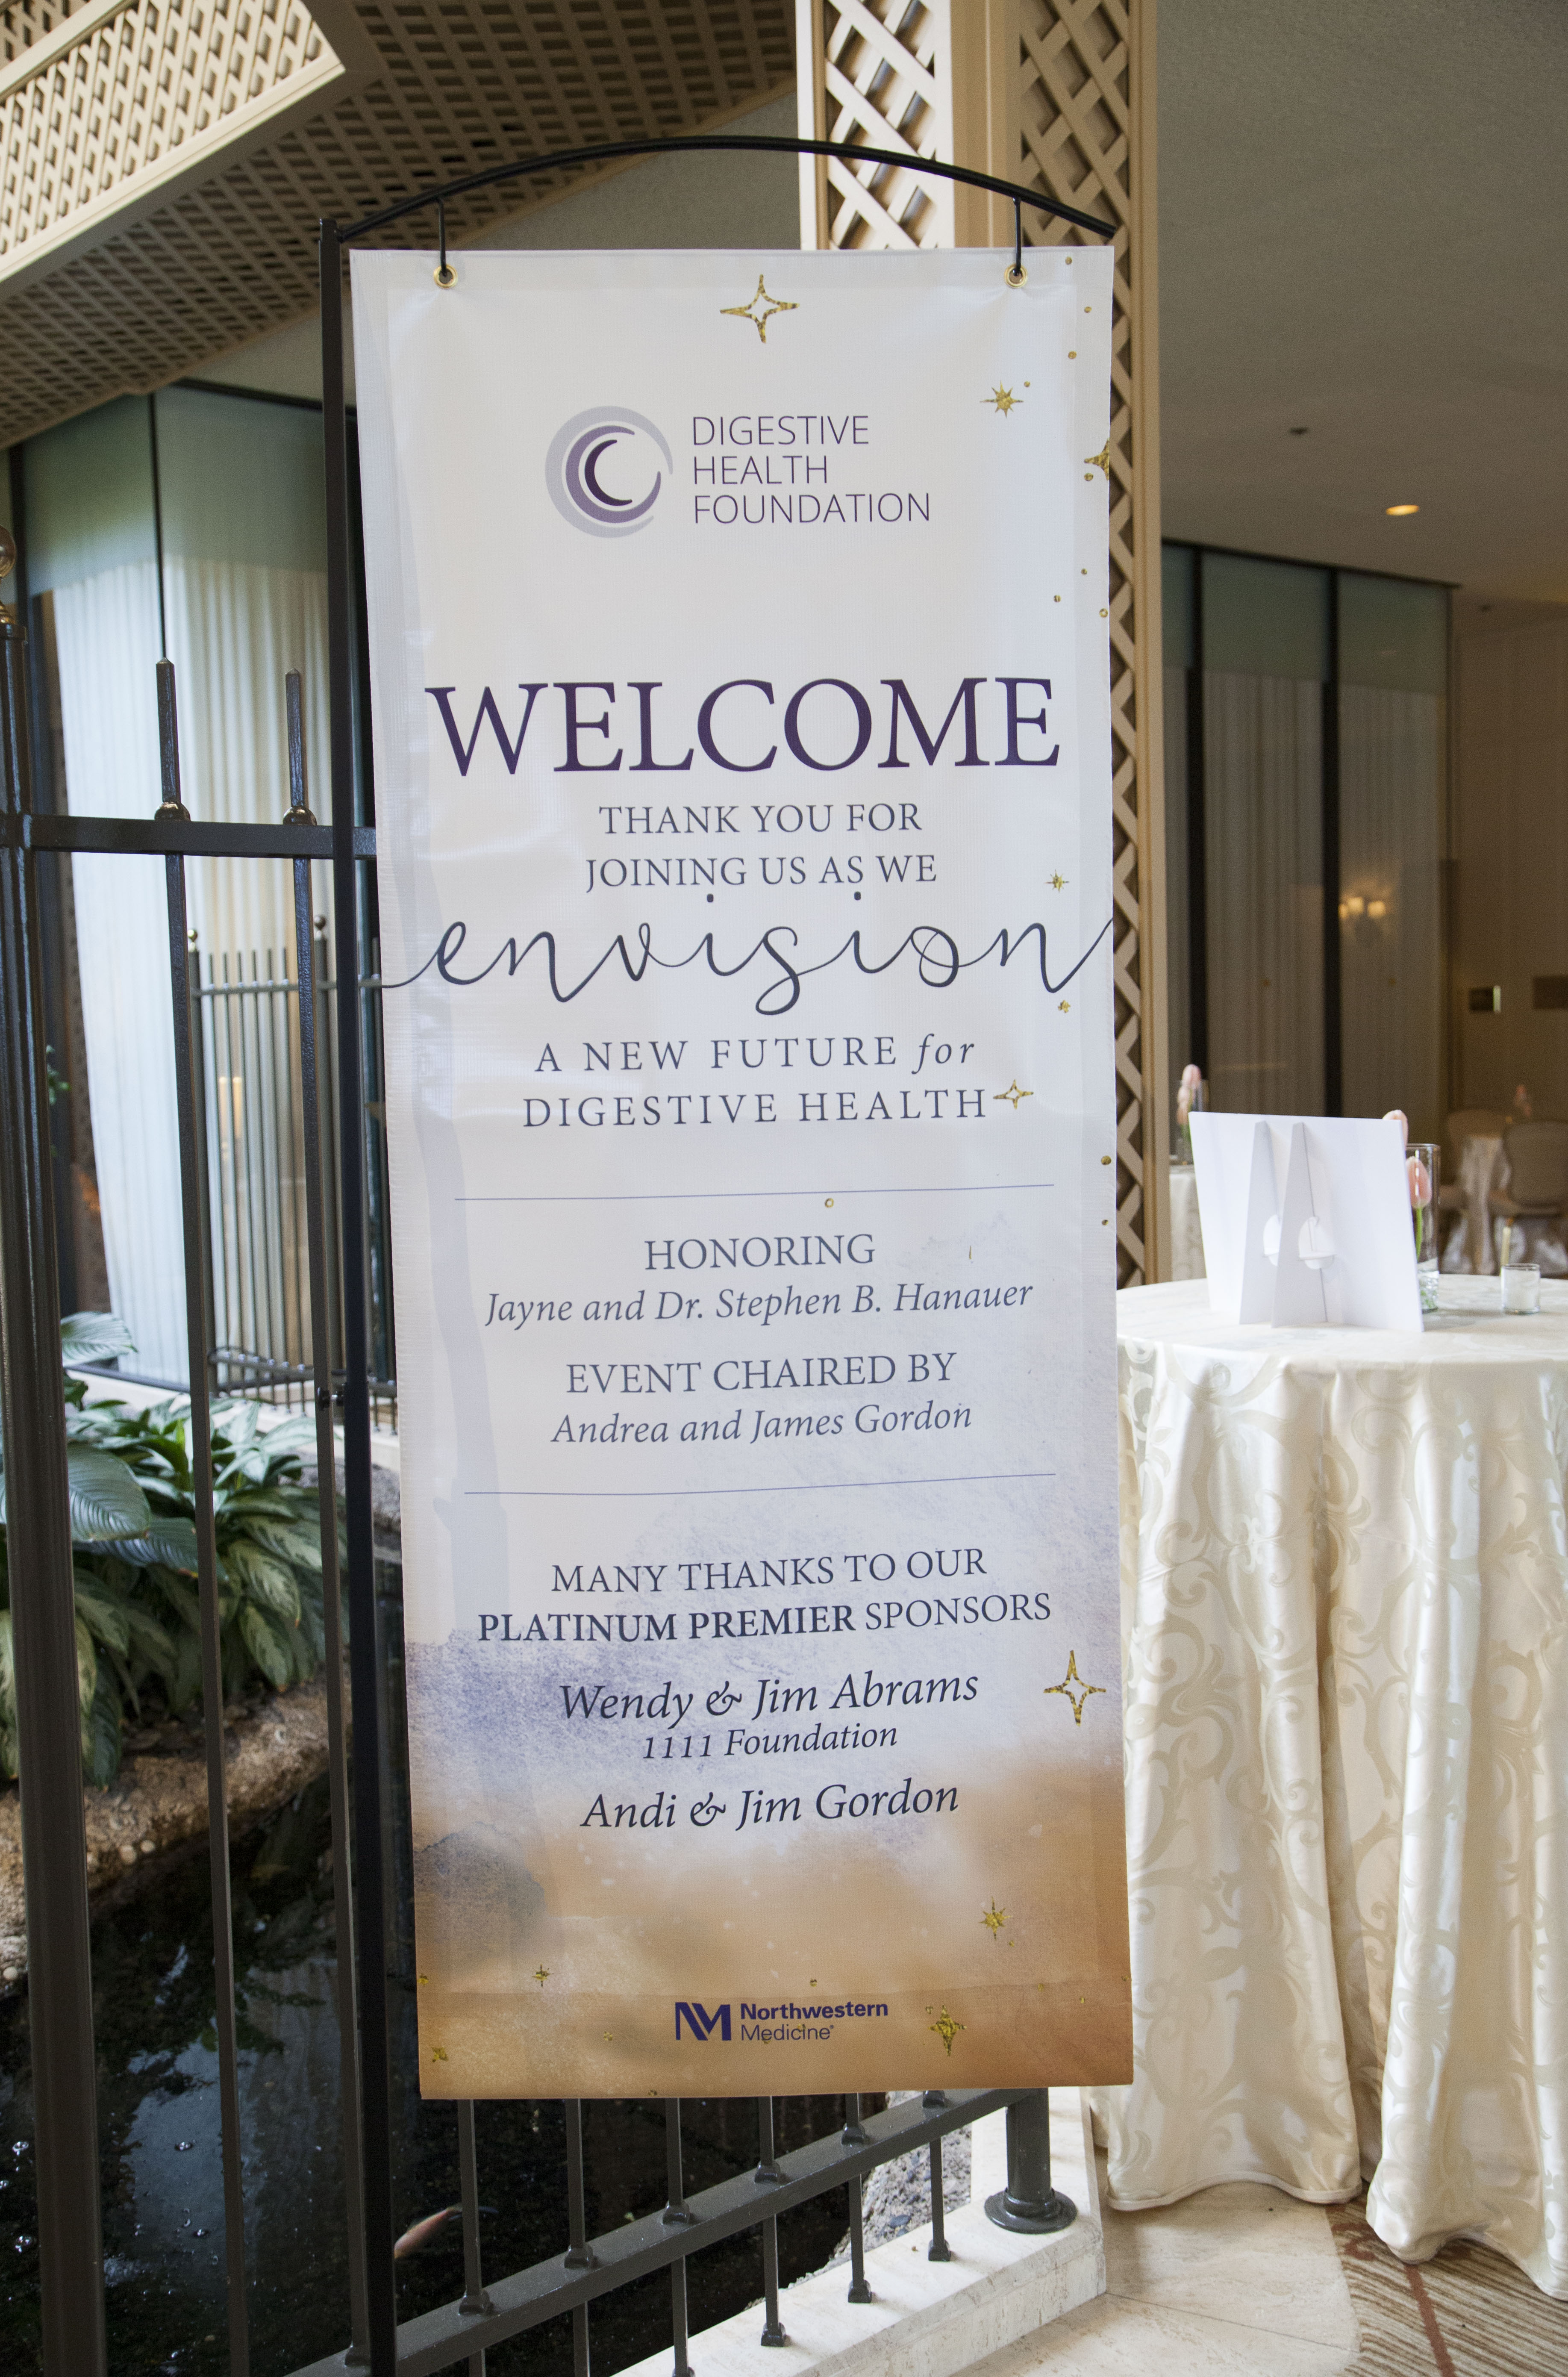 DIGESTIVE
HEALTH
FOUNDATION
WELCOME
THANK YOU FOR
JOINING US AS WE
envision
A NEW FUTURE for
DIGESTIVE HEALTH
HONORING
Jayne and Dr. Stephen B. Hanauer
EVENT CHAIRED BY
Andrea and James Gordon
MANY THANKS TO OUR
PLATINUM PREMIER SPONSORS
Wendy & Jim Abrams
1111 Foundation
Andi & Jim Gordon
NM Northwestern
Medicine®